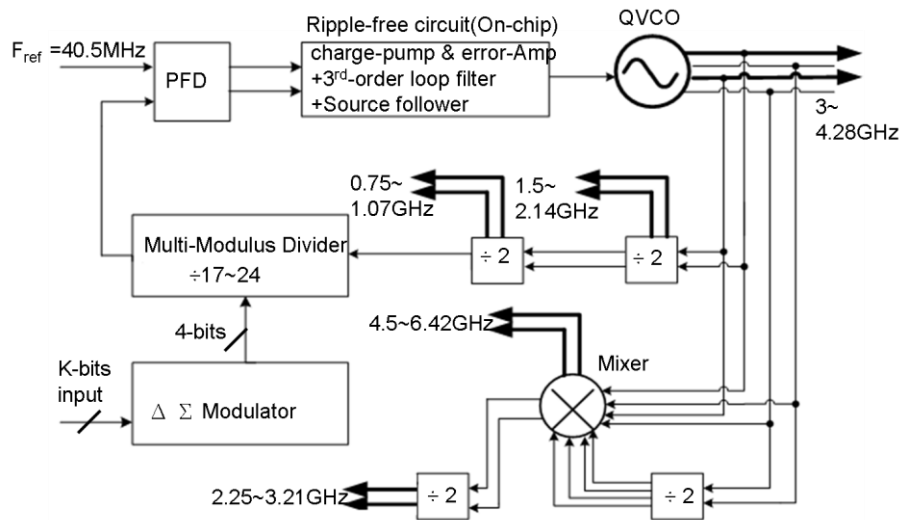 Ripple-free circuit(On-chip)
QVCO
F_ref =40.5MHz
PFD
charge-pump & error-Amp
+3rd-order loop filter
+Source follower
3~
4.28GHz
0.75~
1.07GHz
1.5~
2.14GHz
Multi-Modulus Divider
÷17~24
÷ 2
÷ 2
4-bits
4.5~6.42GHz
Mixer
K-bits
input
Δ Σ Modulator
2.25~3.21GHz
÷ 2
÷ 2